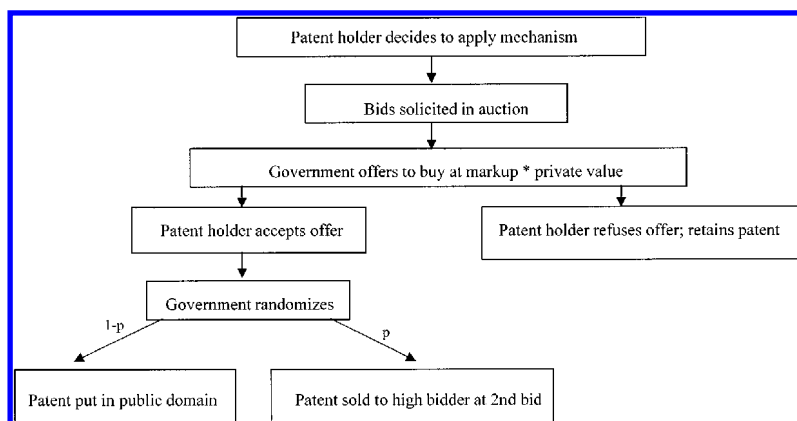 Patent holder decides to apply mechanism
Bids solicited in auction
Government offers to buy at markup * private value
Patent holder accepts offer
Patent holder refuses offer; retains patent
Government randomizes
1-p
p
Patent put in public domain
Patent sold to high bidder at 2nd bid